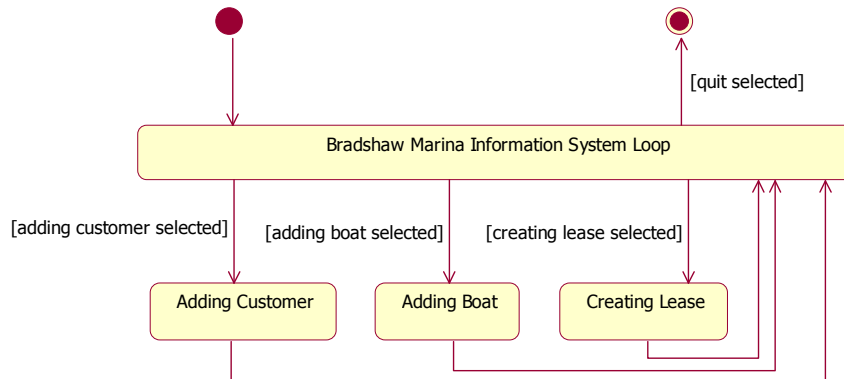 [quit selected]
Bradshaw Marina Information System Loop
[adding customer selected]
[adding boat selected]
[creating lease selected]
Adding Customer
Adding Boat
Creating Lease